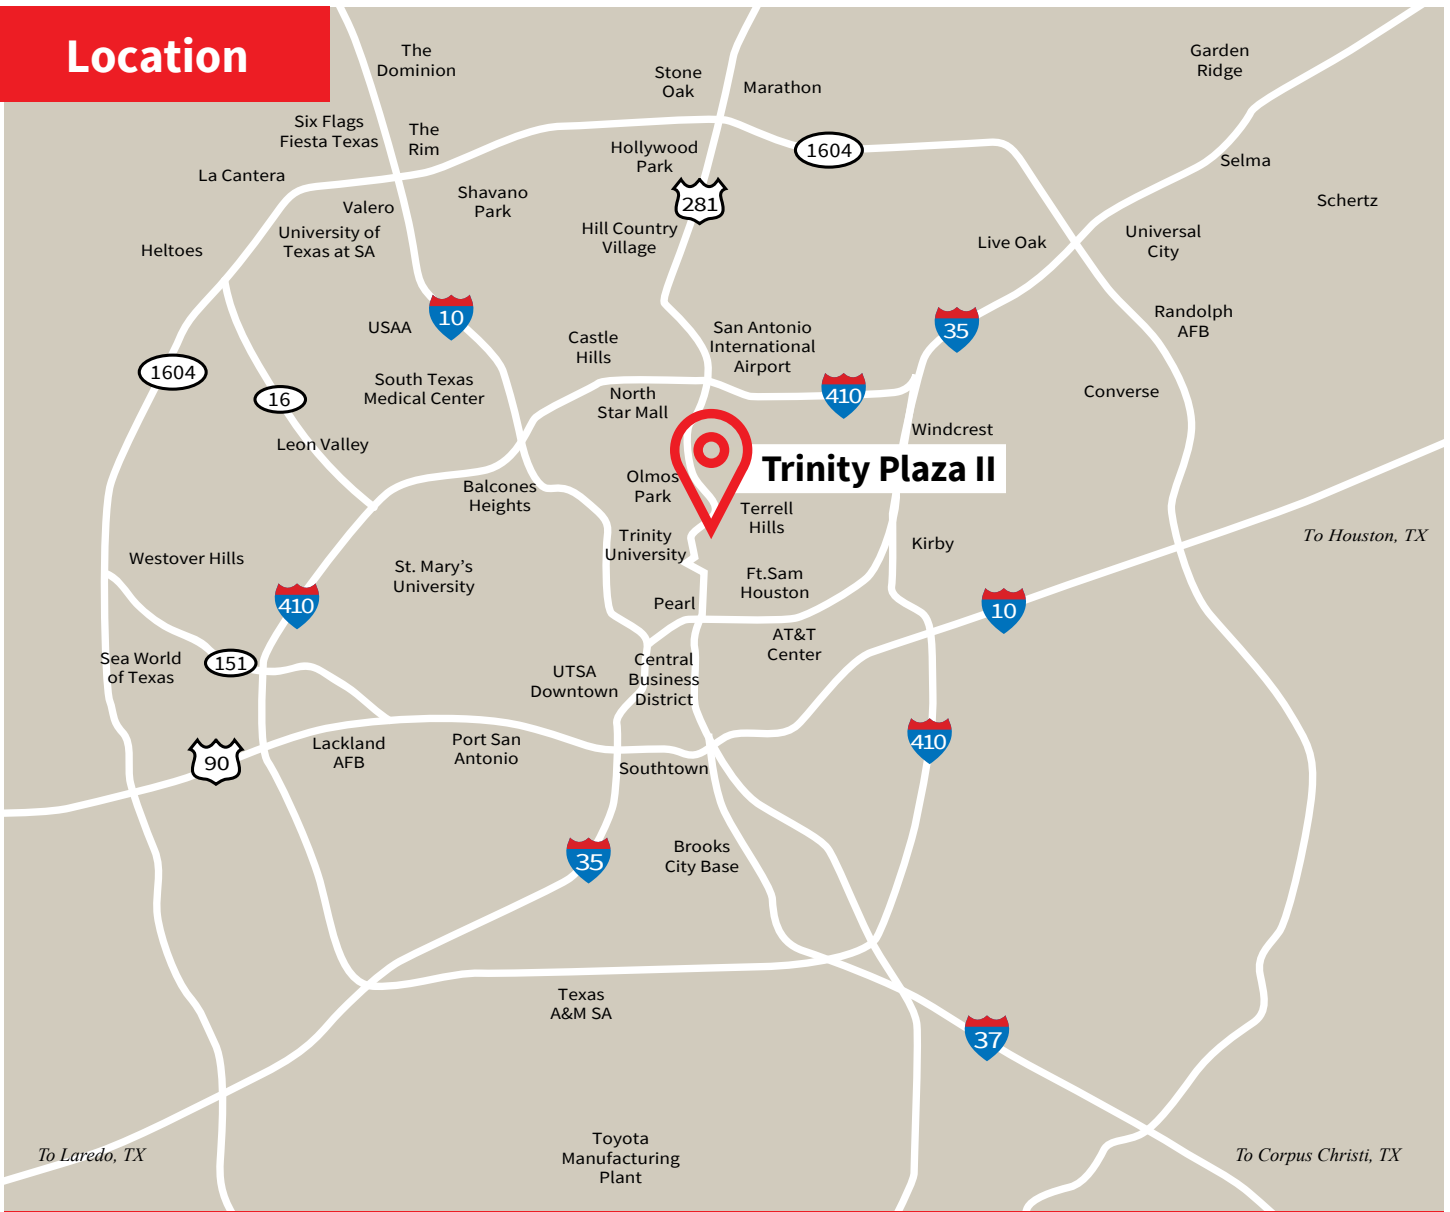 Location
The
Dominion
Stone
Oak
Marathon
Garden
Ridge
Six Flags
Fiesta Texas
The
Rim
Hollywood
Park
1604
Selma
La Cantera
Shavano
Park
281
Schertz
Valero
University of
Texas at SA
Hill Country
Village
Live Oak
Universal
City
Heltoes
10
USAA
Castle
Hills
San Antonio
International
Airport
35
Randolph
AFB
1604
16
South Texas
Medical Center
North
Star Mall
410
Converse
Leon Valley
Windcrest
Trinity Plaza II
Balcones
Heights
Olmos
Park
Terrell
Hills
Trinity
University
Kirby
To Houston, TX
Westover Hills
St. Mary's
University
Ft.Sam
Houston
410
Pearl
10
AT&T
Center
Sea World
of Texas
151
UTSA
Downtown
Central
Business
District
90
Lackland
AFB
Port San
Antonio
Southtown
410
35
Brooks
City Base
Texas
A&M SA
37
To Laredo, TX
Toyota
Manufacturing
Plant
To Corpus Christi, TX